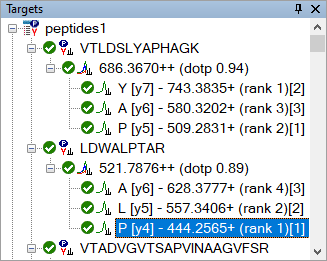 Targets
peptides1
VTLDSLYAPHAGK
686.3670++ (dotp 0.94)
Y [y7] - 743.3835+ (rank 1)[2]
A [y6] - 580.3202+ (rank 3)[3]
P [y5] - 509.2831+ (rank 2)[1]
LDWALPTAR
521.7876++ (dotp 0.89)
A [y6] - 628.3777+ (rank 4)[3]
L [y5] - 557.3406+ (rank 2)[2]
P [y4] - 444.2565+ (rank 1)[1]
VTADVGVTSAPVINAAGVFSR